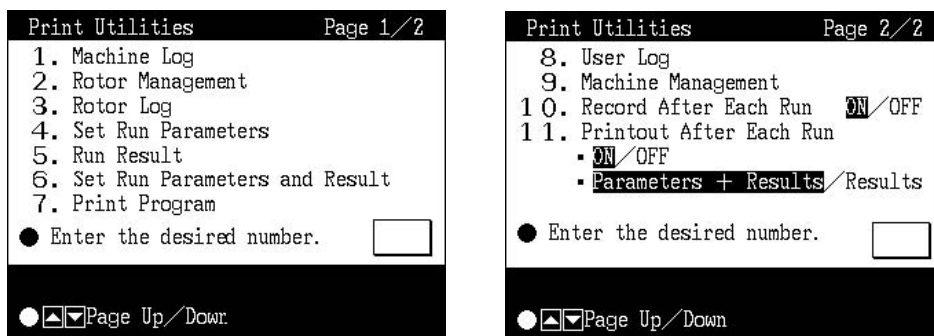 Print Utilities Page 1/2
1. Machine Log
2. Rotor Management
3. Rotor Log
4. Set Run Parameters
5. Run Result
6. Set Run Parameters and Result
7. Print Program
● Enter the desired number.
●▲▼Page Up/Down
Print Utilities Page 2/2
8. User Log
9. Machine Management
10. Record After Each Run ON/OFF
11. Printout After Each Run
▪ ON/OFF
▪ Parameters + Results/Results
● Enter the desired number.
●▲▼Page Up/Down